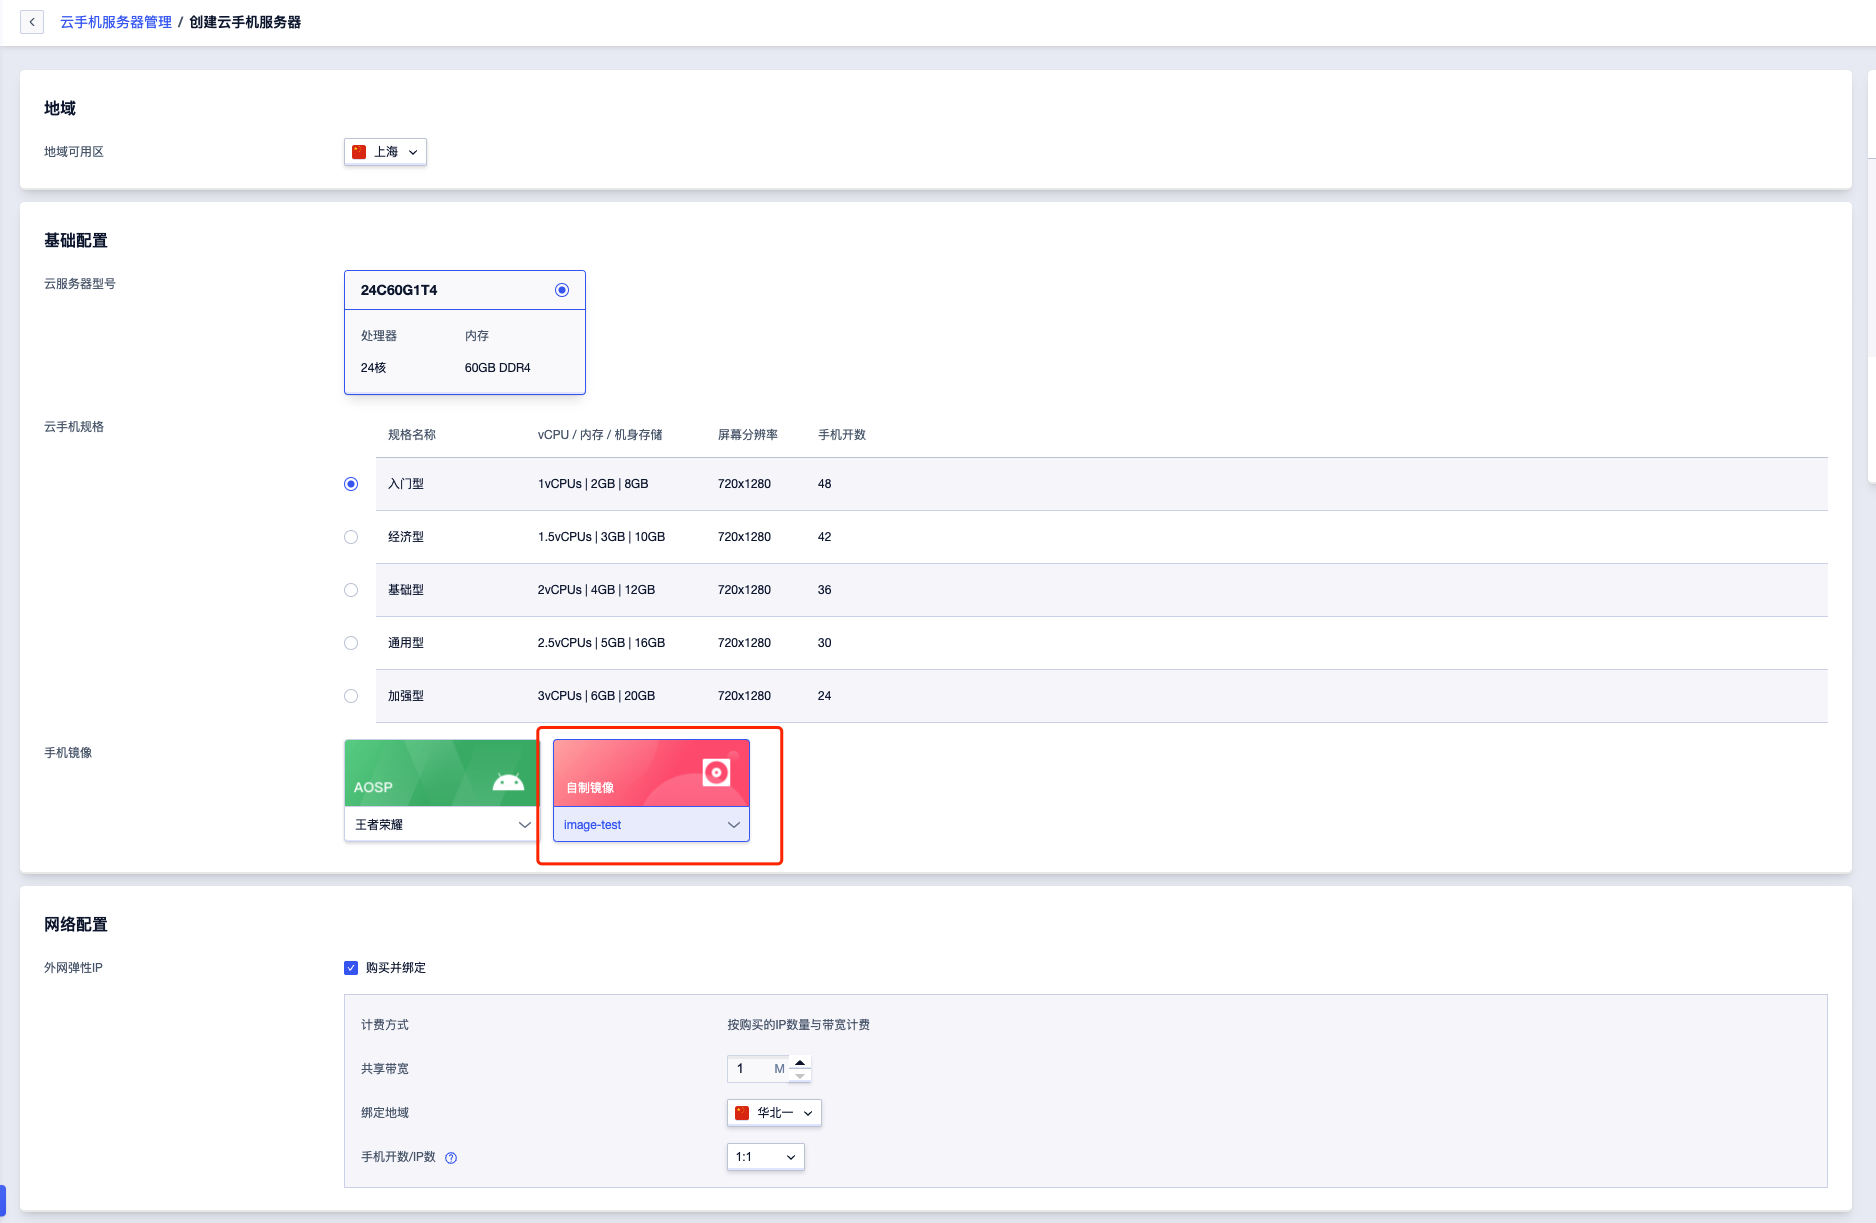 云手机服务器管理 / 创建云手机服务器
地域
地域可用区 上海
基础配置
云服务器型号 24C60G1T4
处理器 内存
24核 60GB DDR4
云手机规格
规格名称 vCPU / 内存 / 机身存储 屏幕分辨率 手机开数
入门型 1vCPUs | 2GB | 8GB 720x1280 48
经济型 1.5vCPUs | 3GB | 10GB 720x1280 42
基础型 2vCPUs | 4GB | 12GB 720x1280 36
通用型 2.5vCPUs | 5GB | 16GB 720x1280 30
加强型 3vCPUs | 6GB | 20GB 720x1280 24
手机镜像
AOSP 自制镜像
王者荣耀 image-test
网络配置
外网弹性IP 购买并绑定
计费方式 按购买的IP数量与带宽计费
共享带宽 1 M
绑定地域 华北一
手机开数/IP数 1:1